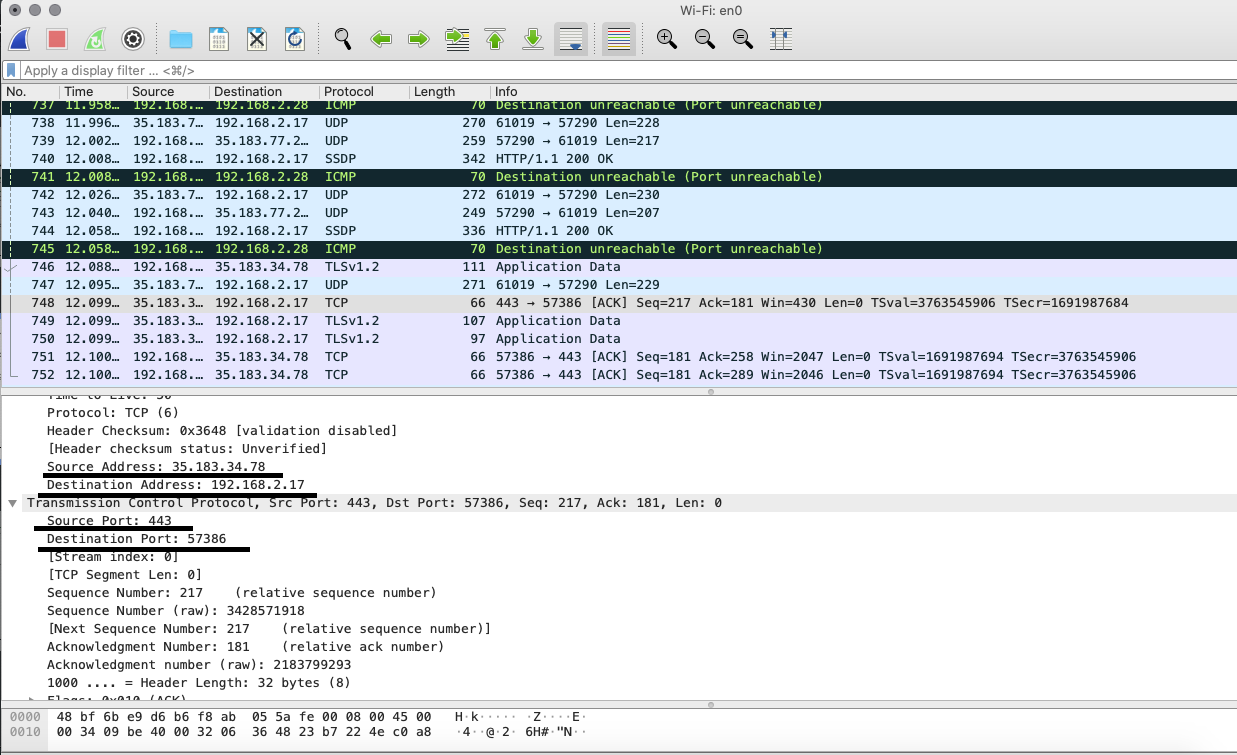 Wi-Fi: en0
Apply a display filter ... <⌘/>
No. Time Source Destination Protocol Length Info
737 11.958… 192.168.… 192.168.2.28 ICMP 70 Destination unreachable (Port unreachable)
738 11.996… 35.183.7… 192.168.2.17 UDP 270 61019 → 57290 Len=228
739 12.002… 192.168.… 35.183.77.2… UDP 259 57290 → 61019 Len=217
740 12.008… 192.168.… 192.168.2.17 SSDP 342 HTTP/1.1 200 OK
741 12.008… 192.168.… 192.168.2.28 ICMP 70 Destination unreachable (Port unreachable)
742 12.026… 35.183.7… 192.168.2.17 UDP 272 61019 → 57290 Len=230
743 12.040… 192.168.… 35.183.77.2… UDP 249 57290 → 61019 Len=207
744 12.058… 192.168.… 192.168.2.17 SSDP 336 HTTP/1.1 200 OK
745 12.058… 192.168.… 192.168.2.28 ICMP 70 Destination unreachable (Port unreachable)
746 12.088… 192.168.… 35.183.34.78 TLSv1.2 111 Application Data
747 12.095… 35.183.7… 192.168.2.17 UDP 271 61019 → 57290 Len=229
748 12.099… 35.183.3… 192.168.2.17 TCP 66 443 → 57386 [ACK] Seq=217 Ack=181 Win=430 Len=0 TSval=3763545906 TSecr=1691987684
749 12.099… 35.183.3… 192.168.2.17 TLSv1.2 107 Application Data
750 12.099… 35.183.3… 192.168.2.17 TLSv1.2 97 Application Data
751 12.100… 192.168.… 35.183.34.78 TCP 66 57386 → 443 [ACK] Seq=181 Ack=258 Win=2047 Len=0 TSval=1691987694 TSecr=3763545906
752 12.100… 192.168.… 35.183.34.78 TCP 66 57386 → 443 [ACK] Seq=181 Ack=289 Win=2046 Len=0 TSval=1691987694 TSecr=3763545906
Time to Live: 50
Protocol: TCP (6)
Header Checksum: 0x3648 [validation disabled]
[Header checksum status: Unverified]
Source Address: 35.183.34.78
Destination Address: 192.168.2.17
Transmission Control Protocol, Src Port: 443, Dst Port: 57386, Seq: 217, Ack: 181, Len: 0
Source Port: 443
Destination Port: 57386
[Stream index: 0]
[TCP Segment Len: 0]
Sequence Number: 217 (relative sequence number)
Sequence Number (raw): 3428571918
[Next Sequence Number: 217 (relative sequence number)]
Acknowledgment Number: 181 (relative ack number)
Acknowledgment number (raw): 2183799293
1000 .... = Header Length: 32 bytes (8)
Flags: 0x010 (ACK)
0000 48 bf 6b e9 d6 b6 f8 ab 05 5a fe 00 08 00 45 00 H·k····· ·Z····E·
0010 00 34 09 be 40 00 32 06 36 48 23 b7 22 4e c0 a8 ·4··@·2· 6H#·"N··